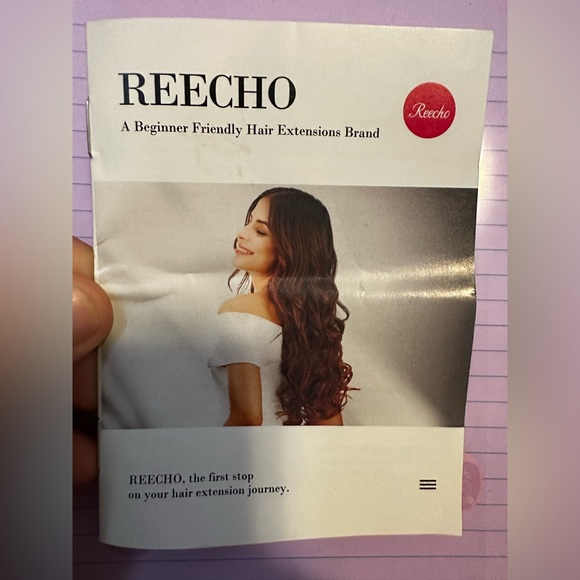 REECHO
Reecho
A Beginner Friendly Hair Extensions Brand
REECHO, the first stop
on your hair extension journey.